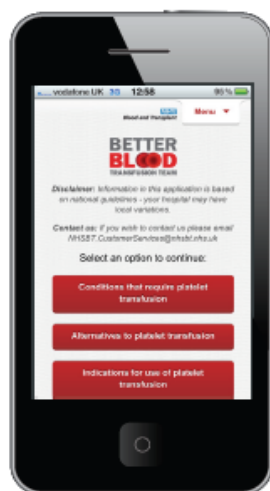 vodafone UK 3G 12:58 95%
NHS
Blood and Transplant
Menu
BETTER
BLOOD
TRANSFUSION TEAM
Disclaimer: Information in this application is based
on national guidelines - your hospital may have
local variations.
Contact us: If you wish to contact us please email
NHSBT.CustomerServices@nhsbt.nhs.uk
Select an option to continue:
Conditions that require platelet
transfusion
Alternatives to platelet transfusion
Indications for use of platelet
transfusion